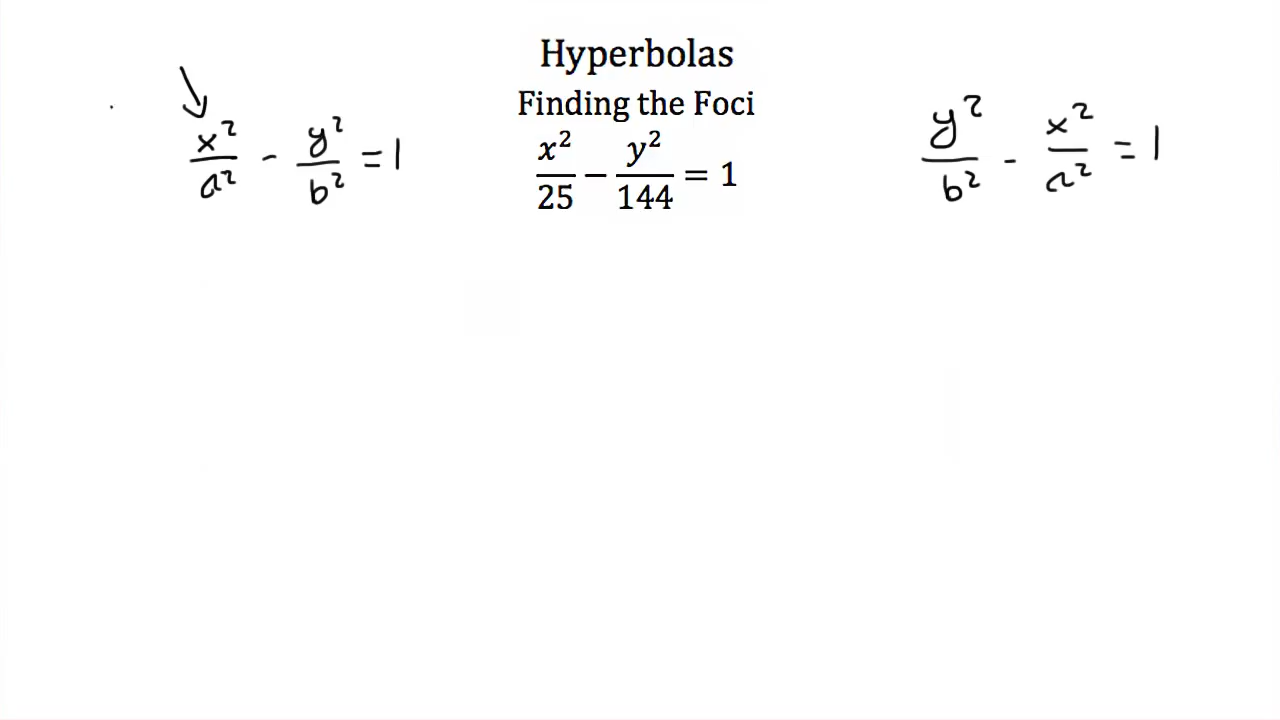 Hyperbolas
Finding the Foci
x²/a² - y²/b² = 1
x²/25 − y²/144 = 1
y²/b² - x²/a² = 1